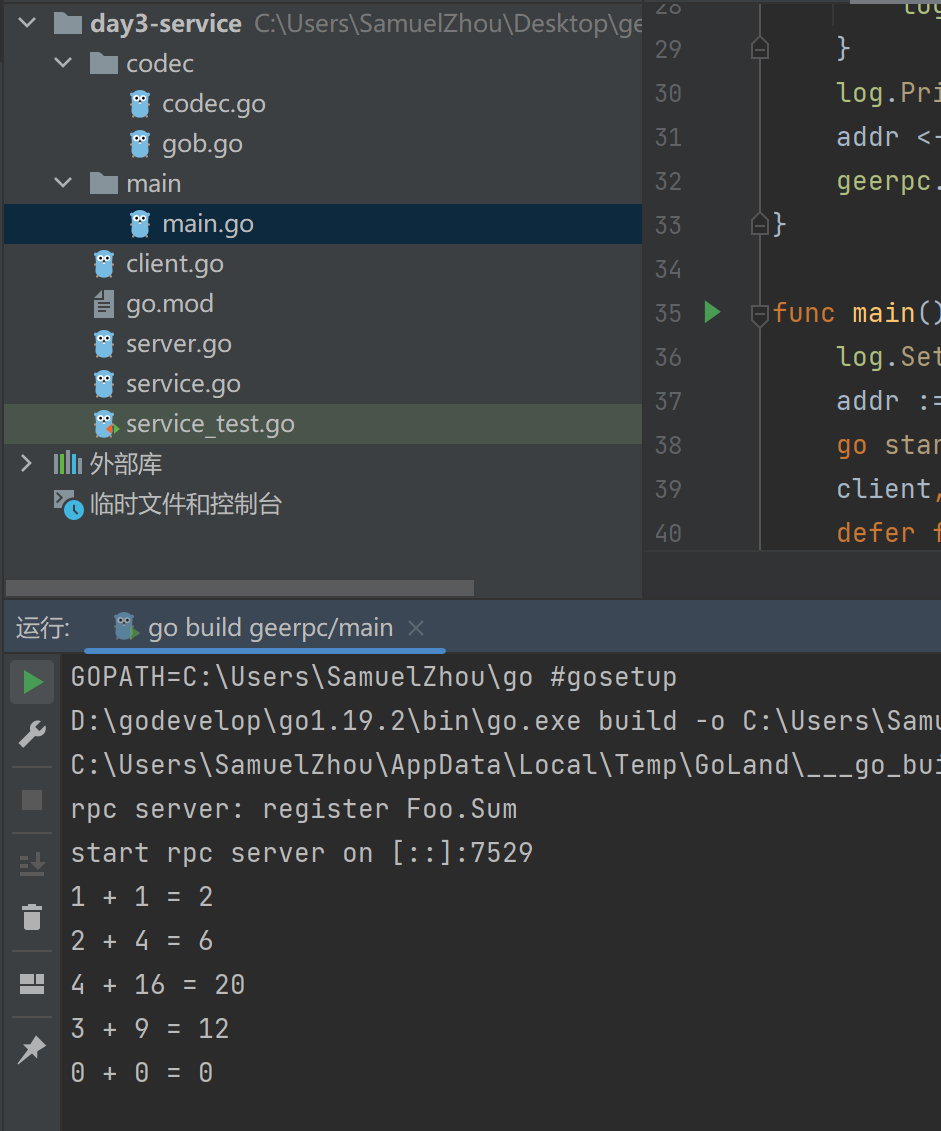 day3-service C:\Users\SamuelZhou\Desktop\ge
codec
codec.go
gob.go
main
main.go
client.go
go.mod
server.go
service.go
service_test.go
外部库
临时文件和控制台
28 log
29 }
30 log.Pri
31 addr <-
32 geerpc.
33 }
34
35 func main()
36 log.Set
37 addr :=
38 go star
39 client,
40 defer f
运行: go build geerpc/main
GOPATH=C:\Users\SamuelZhou\go #gosetup
D:\godevelop\go1.19.2\bin\go.exe build -o C:\Users\Samu
C:\Users\SamuelZhou\AppData\Local\Temp\GoLand\___go_bui
rpc server: register Foo.Sum
start rpc server on [::]:7529
1 + 1 = 2
2 + 4 = 6
4 + 16 = 20
3 + 9 = 12
0 + 0 = 0